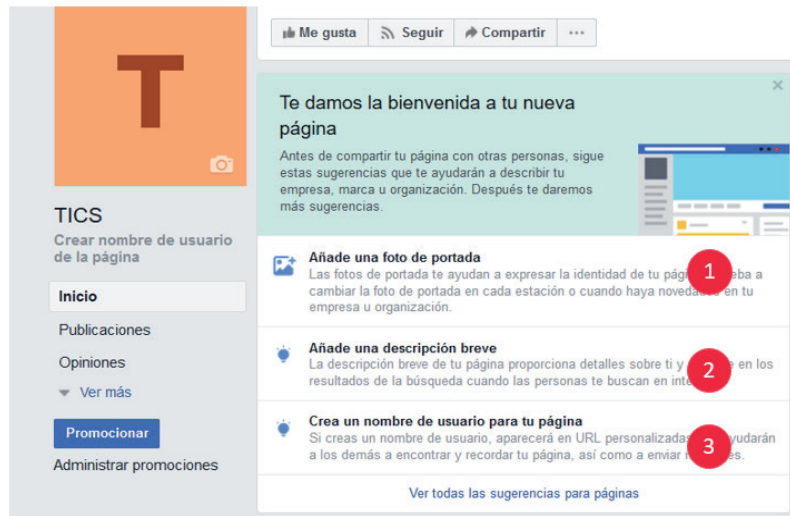 Me gusta Seguir Compartir ...
T
Te damos la bienvenida a tu nueva
página
Antes de compartir tu página con otras personas, sigue
estas sugerencias que te ayudarán a describir tu
empresa, marca u organización. Después te daremos
más sugerencias.
TICS
Crear nombre de usuario
de la página
Inicio
Publicaciones
Opiniones
Ver más
Promocionar
Administrar promociones
Añade una foto de portada
Las fotos de portada te ayudan a expresar la identidad de tu a
cambiar la foto de portada en cada estación o cuando haya en tu
empresa u organización.
1
Añade una descripción breve
La descripción breve de tu página proporciona detalles sobre ti y en los
resultados de la búsqueda cuando las personas te buscan en
2
Crea un nombre de usuario para tu página
Si creas un nombre de usuario, aparecerá en URL
a los demás a encontrar y recordar tu página, así como a enviar
3
Ver todas las sugerencias para páginas